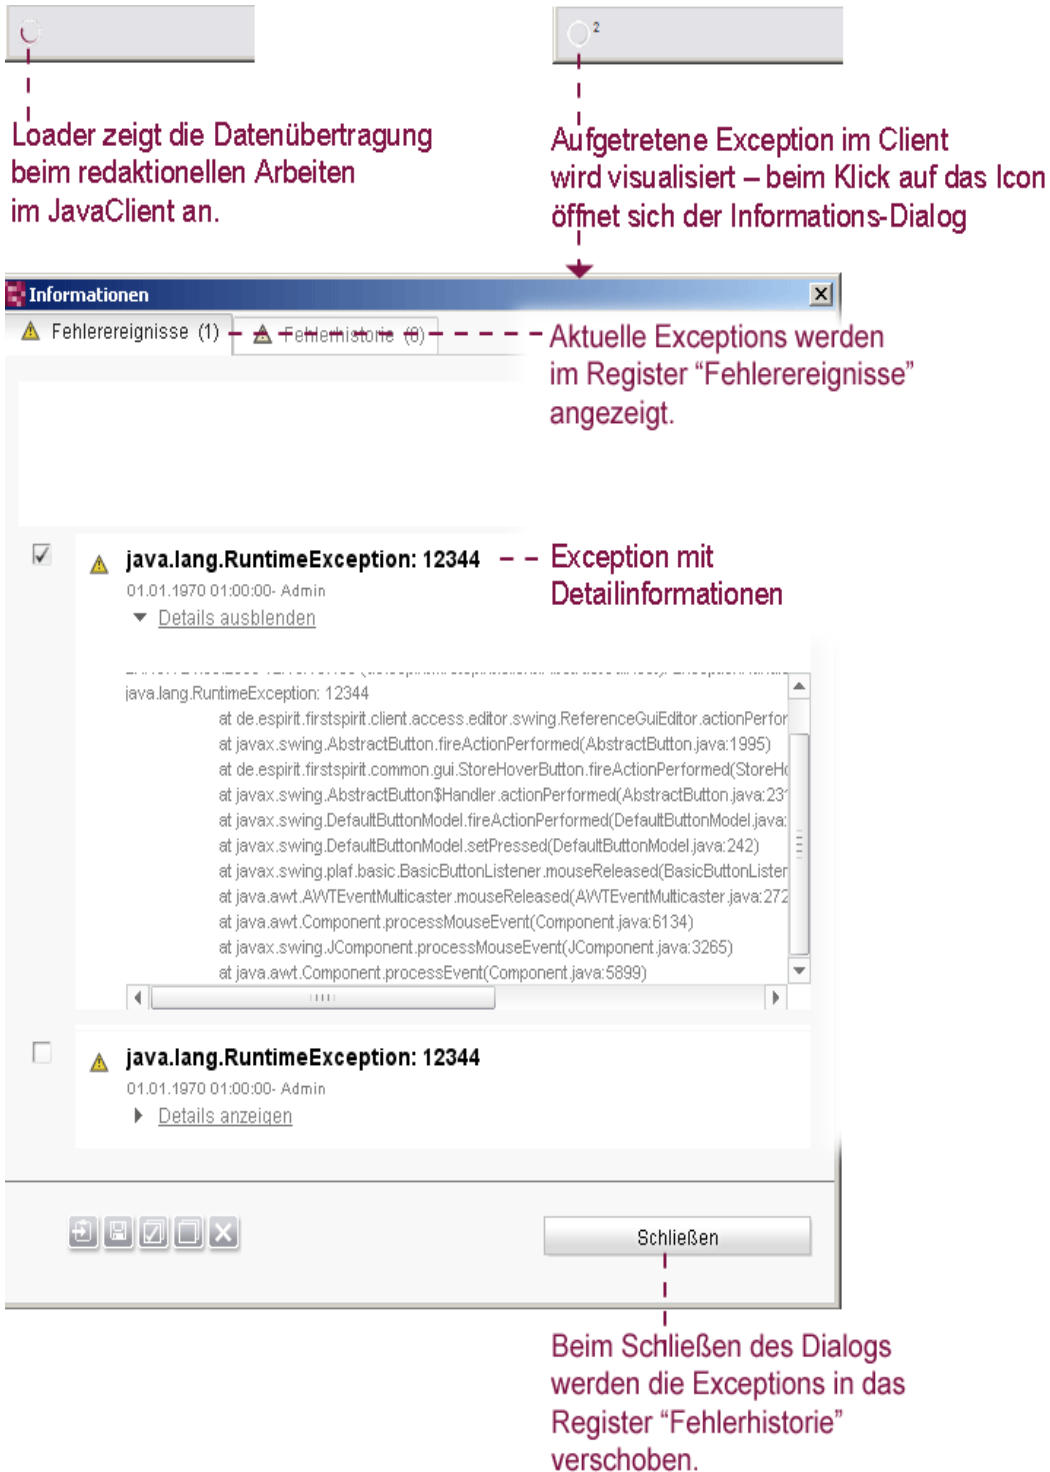 2
Loader zeigt die Datenübertragung
beim redaktionellen Arbeiten
im JavaClient an.
Aufgetretene Exception im Client
wird visualisiert – beim Klick auf das Icon
öffnet sich der Informations-Dialog
Informationen
Fehlerereignisse (1)
Fehlerhistorie
Aktuelle Exceptions werden
im Register “Fehlerereignisse”
angezeigt.
java.lang.RuntimeException: 12344
01.01.1970 01:00:00- Admin
Details ausblenden
Exception mit
Detailinformationen
java.lang.RuntimeException: 12344
at de.espirit.firstspirit.client.access.editor.swing.ReferenceGuiEditor.actionPerfor
at javax.swing.AbstractButton.fireActionPerformed(AbstractButton.java:1995)
at de.espirit.firstspirit.common.gui.StoreHoverButton.fireActionPerformed(StoreHo
at javax.swing.AbstractButton$Handler.actionPerformed(AbstractButton.java:231
at javax.swing.DefaultButtonModel.fireActionPerformed(DefaultButtonModel.java:
at javax.swing.DefaultButtonModel.setPressed(DefaultButtonModel.java:242)
at javax.swing.plaf.basic.BasicButtonListener.mouseReleased(BasicButtonListen
at java.awt.AWTEventMulticaster.mouseReleased(AWTEventMulticaster.java:272
at java.awt.Component.processMouseEvent(Component.java:6134)
at javax.swing.JComponent.processMouseEvent(JComponent.java:3265)
at java.awt.Component.processEvent(Component.java:5899)
java.lang.RuntimeException: 12344
01.01.1970 01:00:00- Admin
Details anzeigen
Schließen
Beim Schließen des Dialogs
werden die Exceptions in das
Register “Fehlerhistorie”
verschoben.